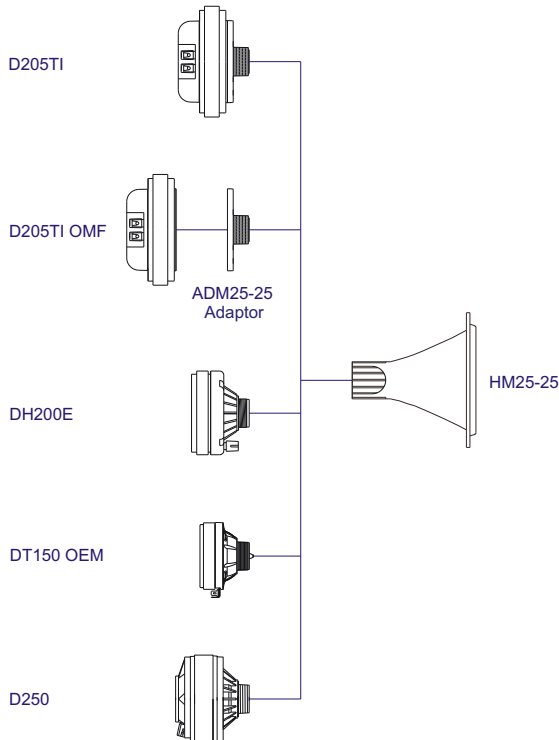 D205TI
D205TI OMF
ADM25-25
Adaptor
HM25-25
DH200E
DT150 OEM
D250